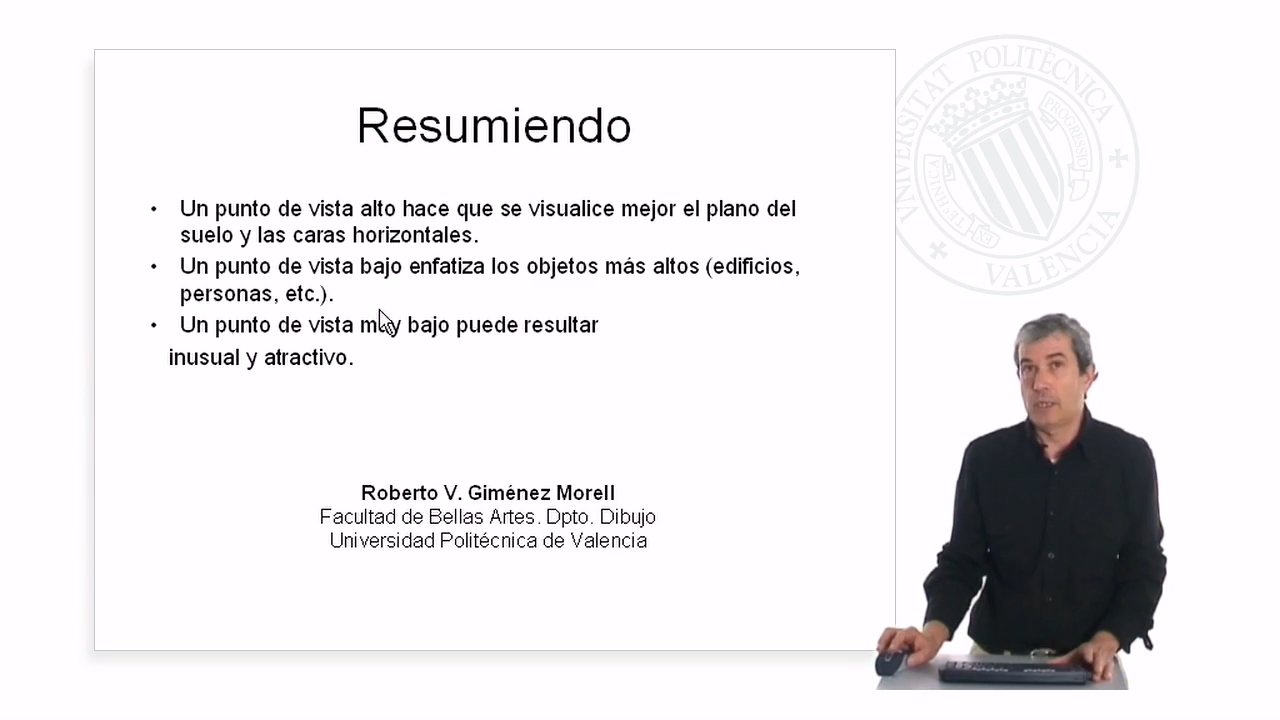 Resumiendo
• Un punto de vista alto hace que se visualice mejor el plano del
suelo y las caras horizontales.
• Un punto de vista bajo enfatiza los objetos más altos (edificios,
personas, etc.).
• Un punto de vista muy bajo puede resultar
inusual y atractivo.
Roberto V. Giménez Morell
Facultad de Bellas Artes. Dpto. Dibujo
Universidad Politécnica de Valencia
UNIVERSITAT POLITÈCNICA
VALÈNCIA
PROGRESSIO
EX TECHNICA